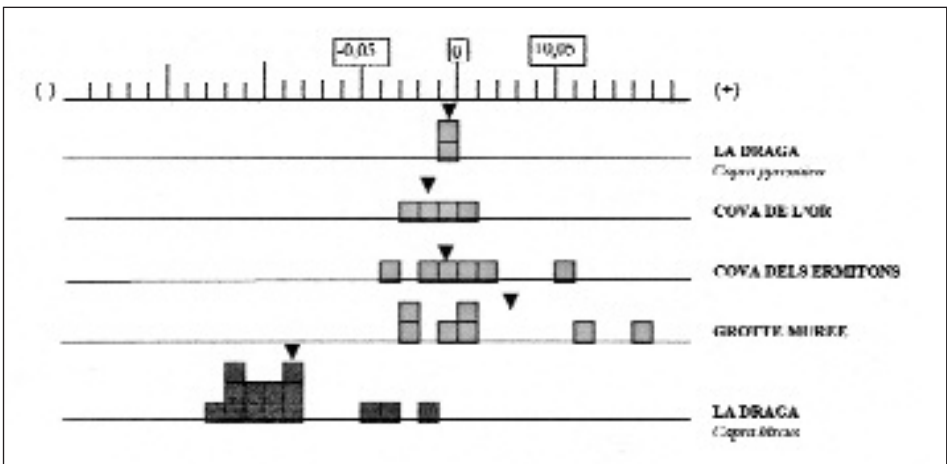 -0,05 0 +0,05
(-) (+)
LA DRAGA
Capra pyrenaica
COVA DE L'OR
COVA DELS ERMITONS
GROTTE MUREE
LA DRAGA
Capra hircus